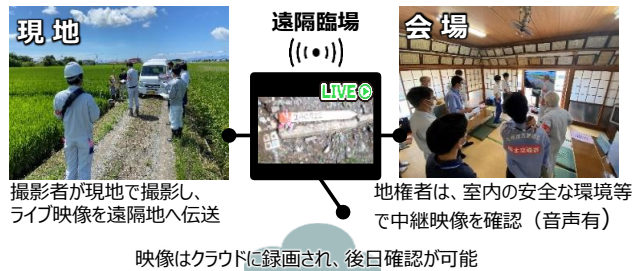 現地
遠隔臨場
会場
LIVE
撮影者が現地で撮影し、
ライブ映像を遠隔地へ伝送
地権者は、室内の安全な環境等
で中継映像を確認（音声有）
映像はクラウドに録画され、後日確認が可能